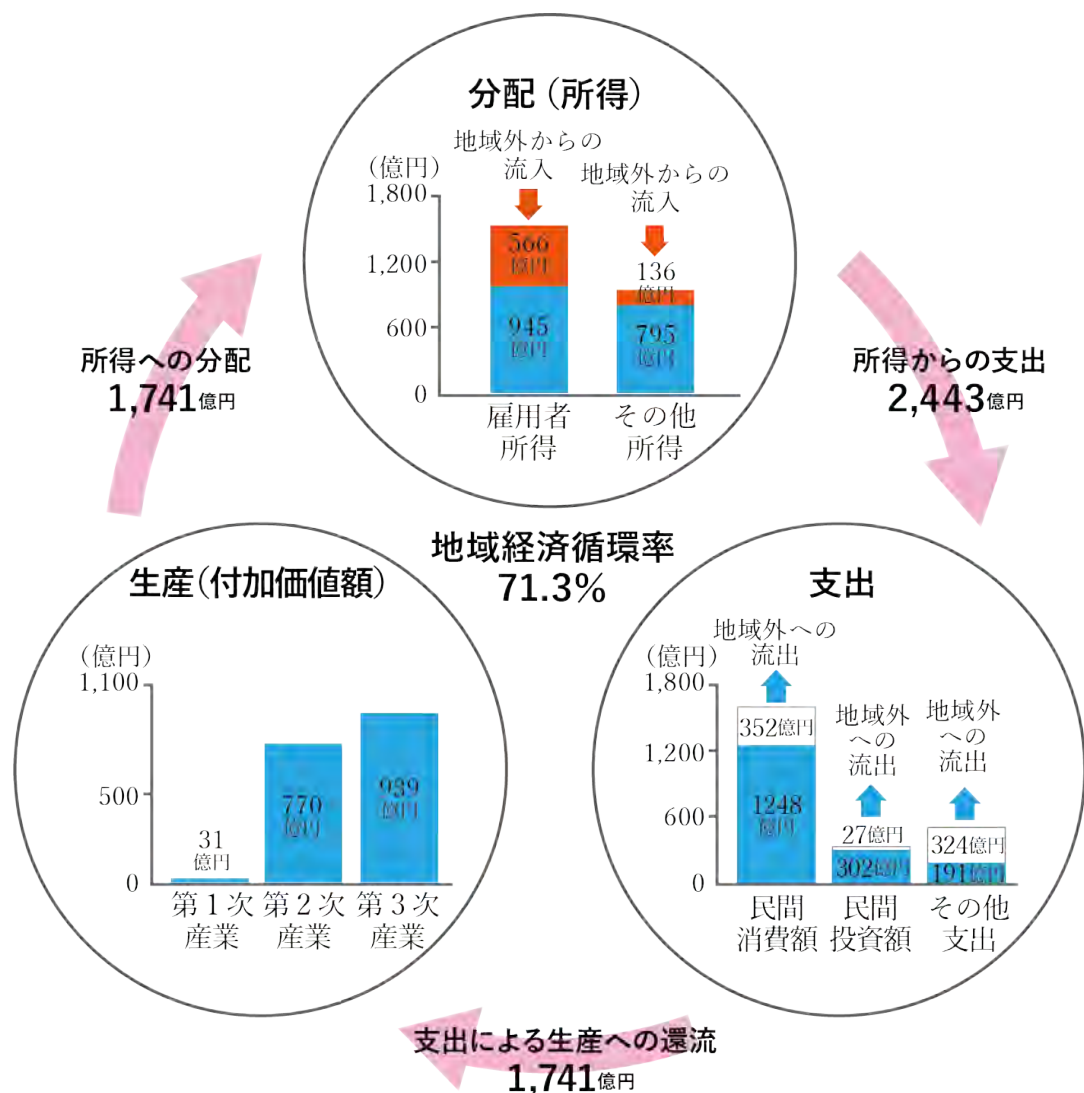 分配（所得）
地域外からの
流入
地域外からの
流入
（億円）
1,800
1,200
600
0
566
億円
945
億円
136
億円
795
億円
雇用者
所得
その他
所得
所得への分配
1,741億円
所得からの支出
2,443億円
地域経済循環率
71.3%
生産（付加価値額）
（億円）
1,100
500
0
31
億円
770
億円
939
億円
第１次
産業
第２次
産業
第３次
産業
支出
地域外への
流出
（億円）
1,800
1,200
600
0
地域外
への
流出
地域外
への
流出
352億円
1248
億円
27億円
302億円
324億円
191億円
民間
消費額
民間
投資額
その他
支出
支出による生産への還流
1,741億円